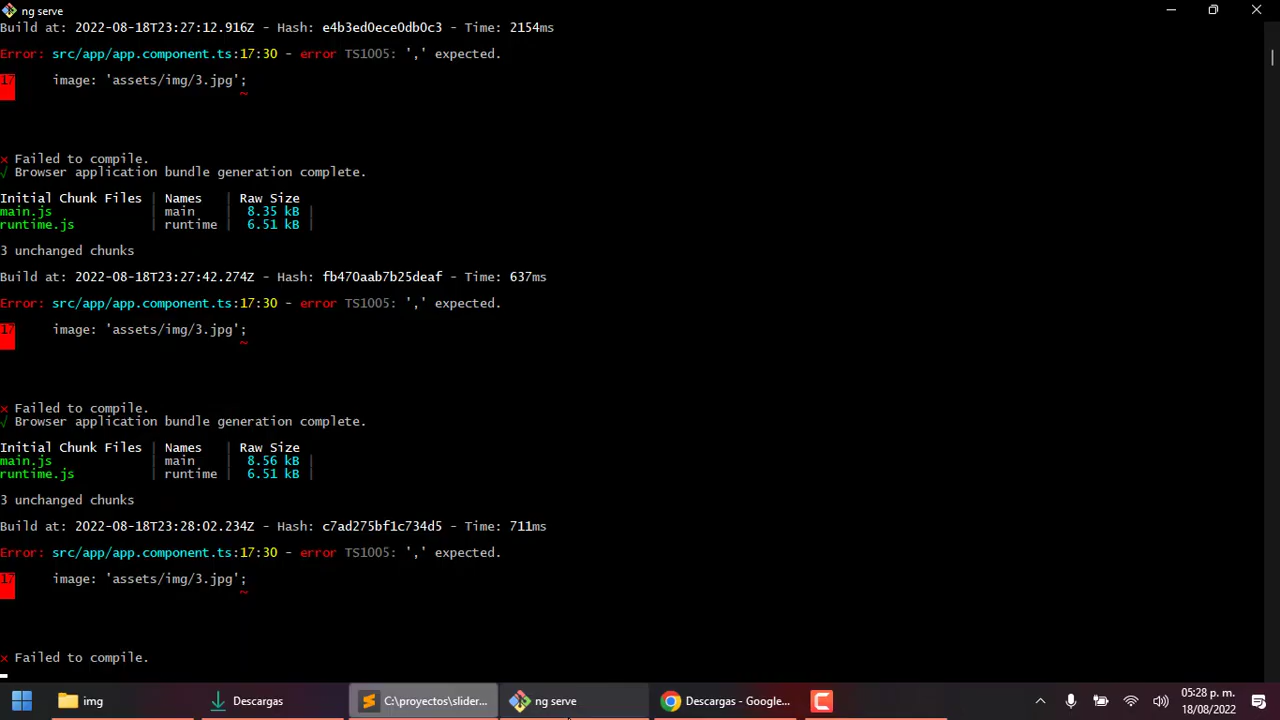 ng serve
Build at: 2022-08-18T23:27:12.916Z - Hash: e4b3ed0ece0db0c3 - Time: 2154ms
Error: src/app/app.component.ts:17:30 - error TS1005: ',' expected.
17     image: 'assets/img/3.jpg';
~
× Failed to compile.
√ Browser application bundle generation complete.
Initial Chunk Files | Names | Raw Size
main.js | main | 8.35 kB |
runtime.js | runtime | 6.51 kB |
3 unchanged chunks
Build at: 2022-08-18T23:27:42.274Z - Hash: fb470aab7b25deaf - Time: 637ms
Error: src/app/app.component.ts:17:30 - error TS1005: ',' expected.
17     image: 'assets/img/3.jpg';
~
× Failed to compile.
√ Browser application bundle generation complete.
Initial Chunk Files | Names | Raw Size
main.js | main | 8.56 kB |
runtime.js | runtime | 6.51 kB |
3 unchanged chunks
Build at: 2022-08-18T23:28:02.234Z - Hash: c7ad275bf1c734d5 - Time: 711ms
Error: src/app/app.component.ts:17:30 - error TS1005: ',' expected.
17     image: 'assets/img/3.jpg';
~
× Failed to compile.
img Descargas C:\proyectos\slider... ng serve Descargas - Google... 05:28 p. m.
18/08/2022